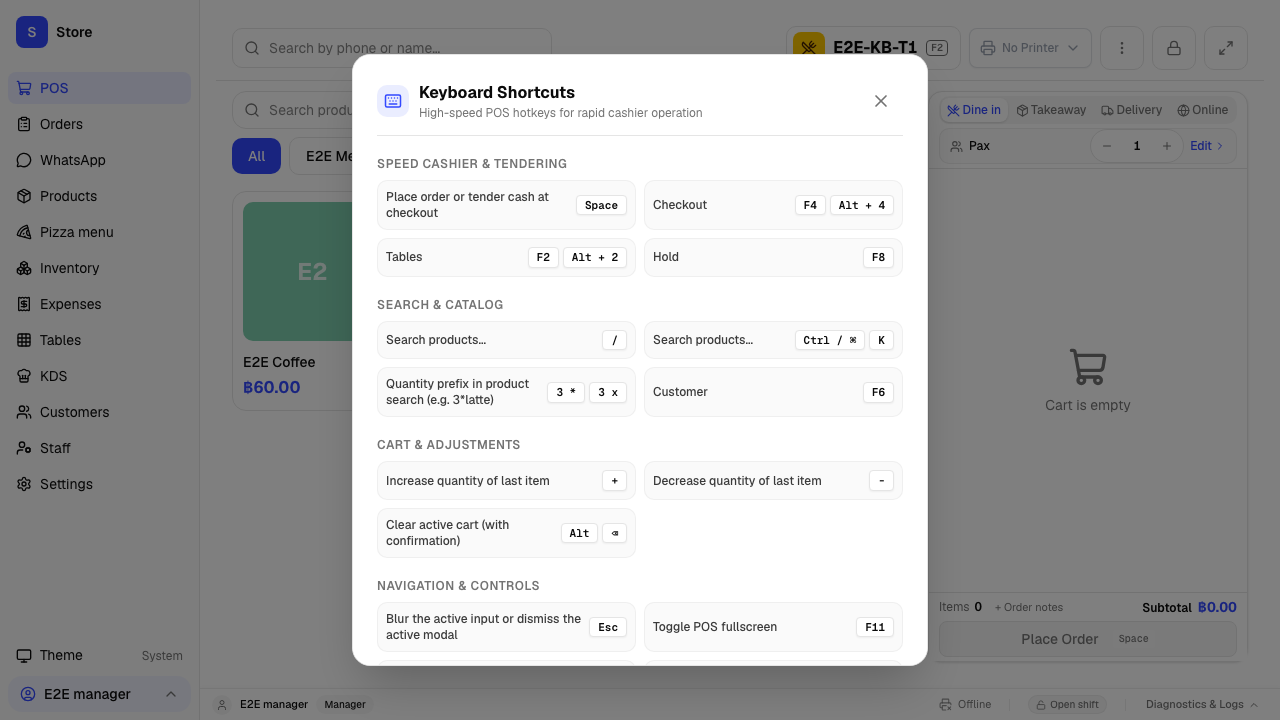 S Store
POS
Orders
WhatsApp
Products
Pizza menu
Inventory
Expenses
Tables
KDS
Customers
Staff
Settings
Theme System
E2E manager
Search by phone or name…
E2E-KB-T1 F2
No Printer
Search produ
All
E2E Me
E2
E2E Coffee
฿60.00
Dine in Takeaway Delivery Online
Pax − 1 + Edit
Cart is empty
Items 0 + Order notes Subtotal ฿0.00
Place Order Space
Keyboard Shortcuts
High-speed POS hotkeys for rapid cashier operation
SPEED CASHIER & TENDERING
Place order or tender cash at
checkout
Space
Checkout F4 Alt + 4
Tables F2 Alt + 2
Hold F8
SEARCH & CATALOG
Search products… /
Search products… Ctrl / ⌘ K
Quantity prefix in product
search (e.g. 3*latte)
3 * 3 x
Customer F6
CART & ADJUSTMENTS
Increase quantity of last item +
Decrease quantity of last item -
Clear active cart (with
confirmation)
Alt ⌫
NAVIGATION & CONTROLS
Blur the active input or dismiss the
active modal
Esc
Toggle POS fullscreen F11
E2E manager Manager
Offline
Open shift
Diagnostics & Logs